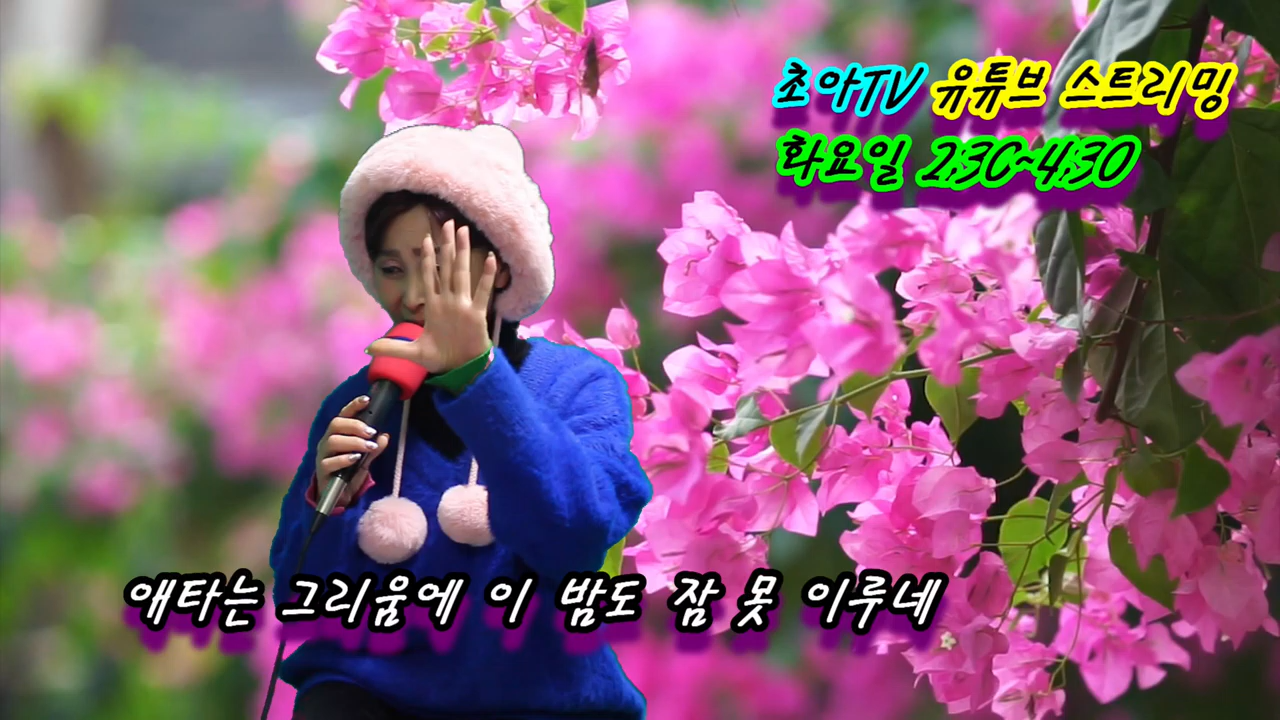 초아TV 유튜브 스트리밍
화요일 2:30~4:30
애타는 그리움에 이 밤도 잠 못 이루네